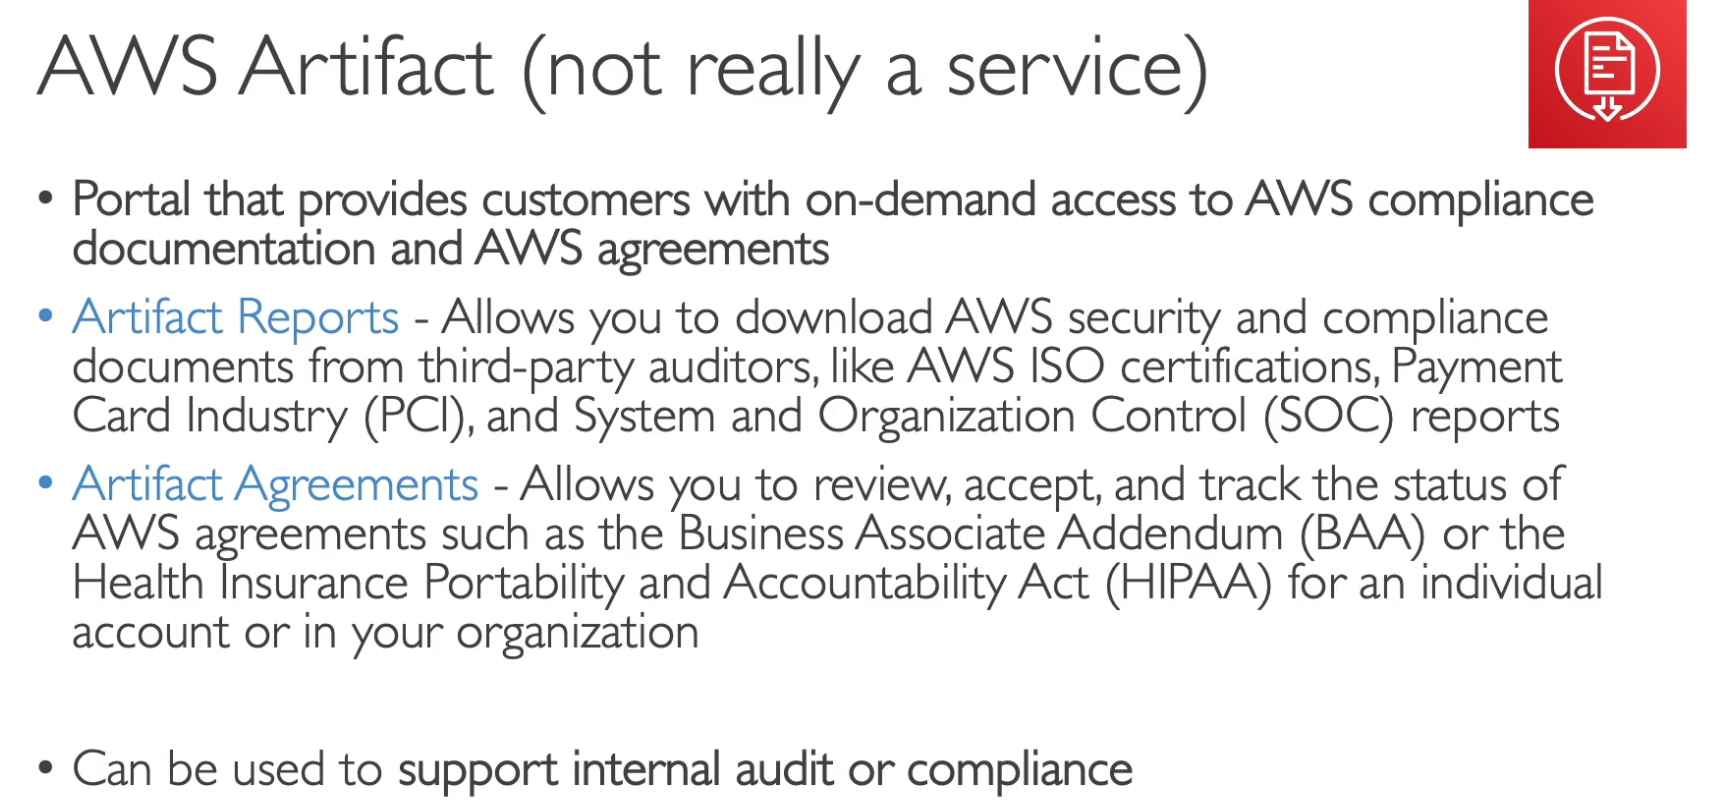 AWS Artifact (not really a service)
• Portal that provides customers with on-demand access to AWS compliance
documentation and AWS agreements
• Artifact Reports - Allows you to download AWS security and compliance
documents from third-party auditors, like AWS ISO certifications, Payment
Card Industry (PCI), and System and Organization Control (SOC) reports
• Artifact Agreements - Allows you to review, accept, and track the status of
AWS agreements such as the Business Associate Addendum (BAA) or the
Health Insurance Portability and Accountability Act (HIPAA) for an individual
account or in your organization
• Can be used to support internal audit or compliance